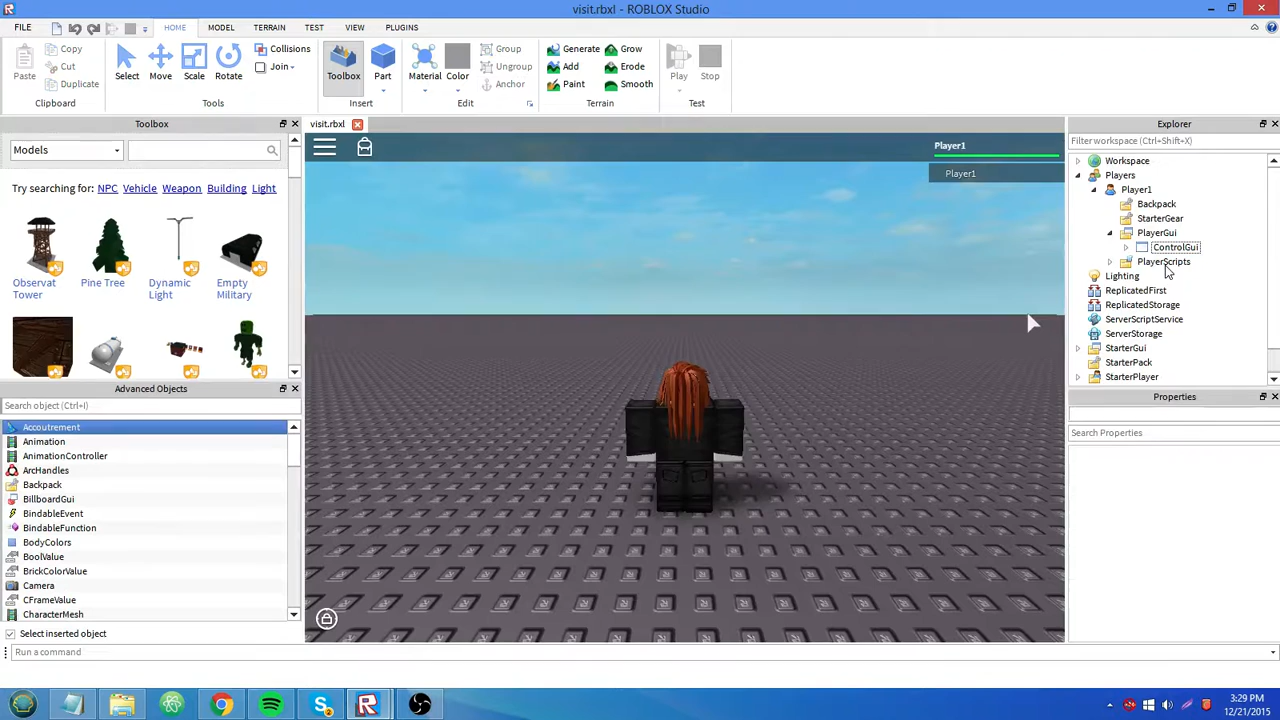 visit.rbxl - ROBLOX Studio
FILE HOME MODEL TERRAIN TEST VIEW PLUGINS
Paste Copy Cut Duplicate
Select Move Scale Rotate Collisions Join
Toolbox Part
Material Color Group Ungroup Anchor
Generate Grow Add Erode Paint Smooth
Play Stop
Clipboard Tools Insert Edit Terrain Test
Toolbox
Models
Try searching for: NPC Vehicle Weapon Building Light
Observat Tower
Pine Tree
Dynamic Light
Empty Military
Advanced Objects
Search object (Ctrl+I)
Accoutrement
Animation
AnimationController
ArcHandles
Backpack
BillboardGui
BindableEvent
BindableFunction
BodyColors
BoolValue
BrickColorValue
Camera
CFrameValue
CharacterMesh
Select inserted object
Run a command
visit.rbxl
Player1
Player1
Explorer
Filter workspace (Ctrl+Shift+X)
Workspace
Players
Player1
Backpack
StarterGear
PlayerGui
ControlGui
PlayerScripts
Lighting
ReplicatedFirst
ReplicatedStorage
ServerScriptService
ServerStorage
StarterGui
StarterPack
StarterPlayer
Properties
Search Properties
3:29 PM
12/21/2015